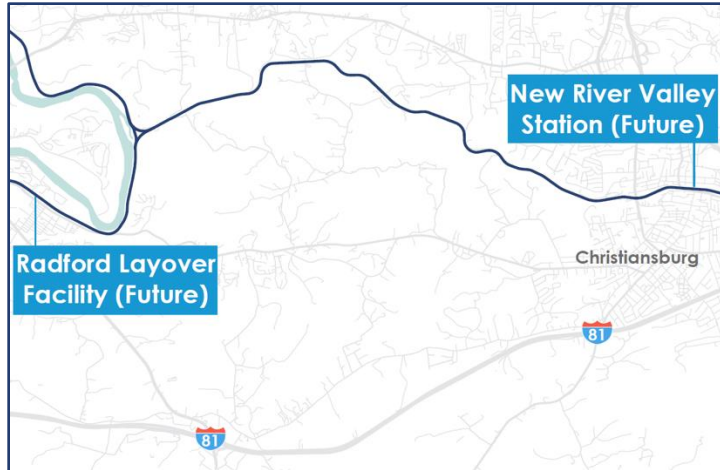 New River Valley
Station (Future)
Radford Layover
Facility (Future)
Christiansburg
81
81